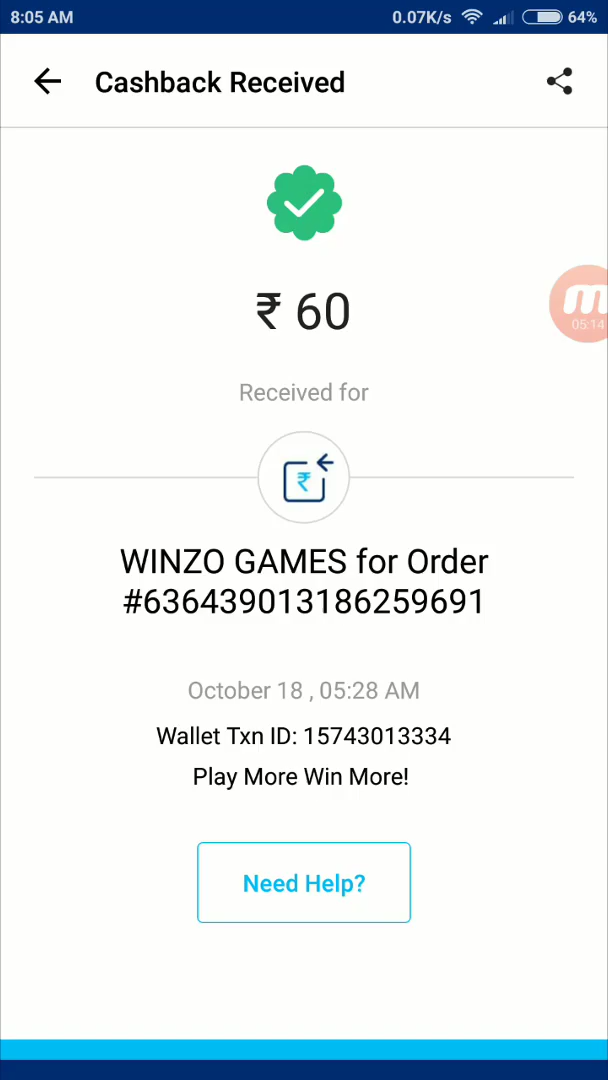 8:05 AM 0.07K/s 64%
Cashback Received
₹ 60
05:14
Received for
₹
WINZO GAMES for Order
#636439013186259691
October 18 , 05:28 AM
Wallet Txn ID: 15743013334
Play More Win More!
Need Help?